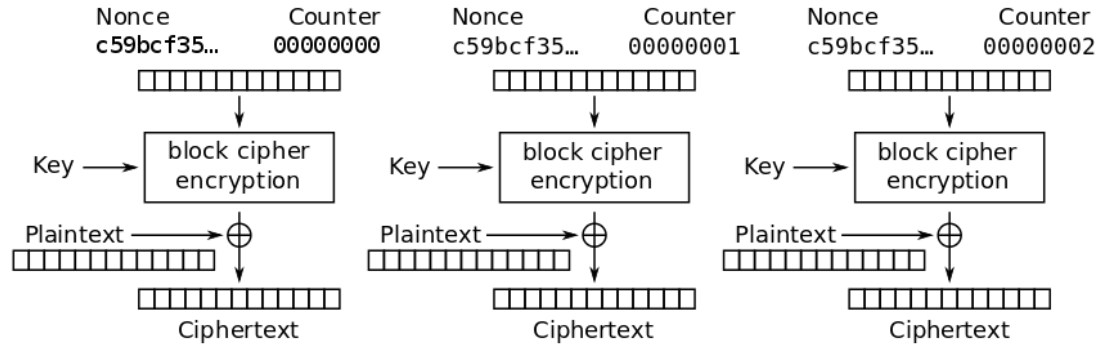 Nonce Counter Nonce Counter Nonce Counter
c59bcf35… 00000000 c59bcf35… 00000001 c59bcf35… 00000002
block cipher block cipher block cipher
Key encryption Key encryption Key encryption
Plaintext Plaintext Plaintext
Ciphertext Ciphertext Ciphertext